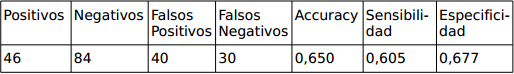 Positivos Negativos Falsos Falsos Accuracy Sensibili- Especifici-
Positivos Negativos dad dad
46 84 40 30 0,650 0,605 0,677